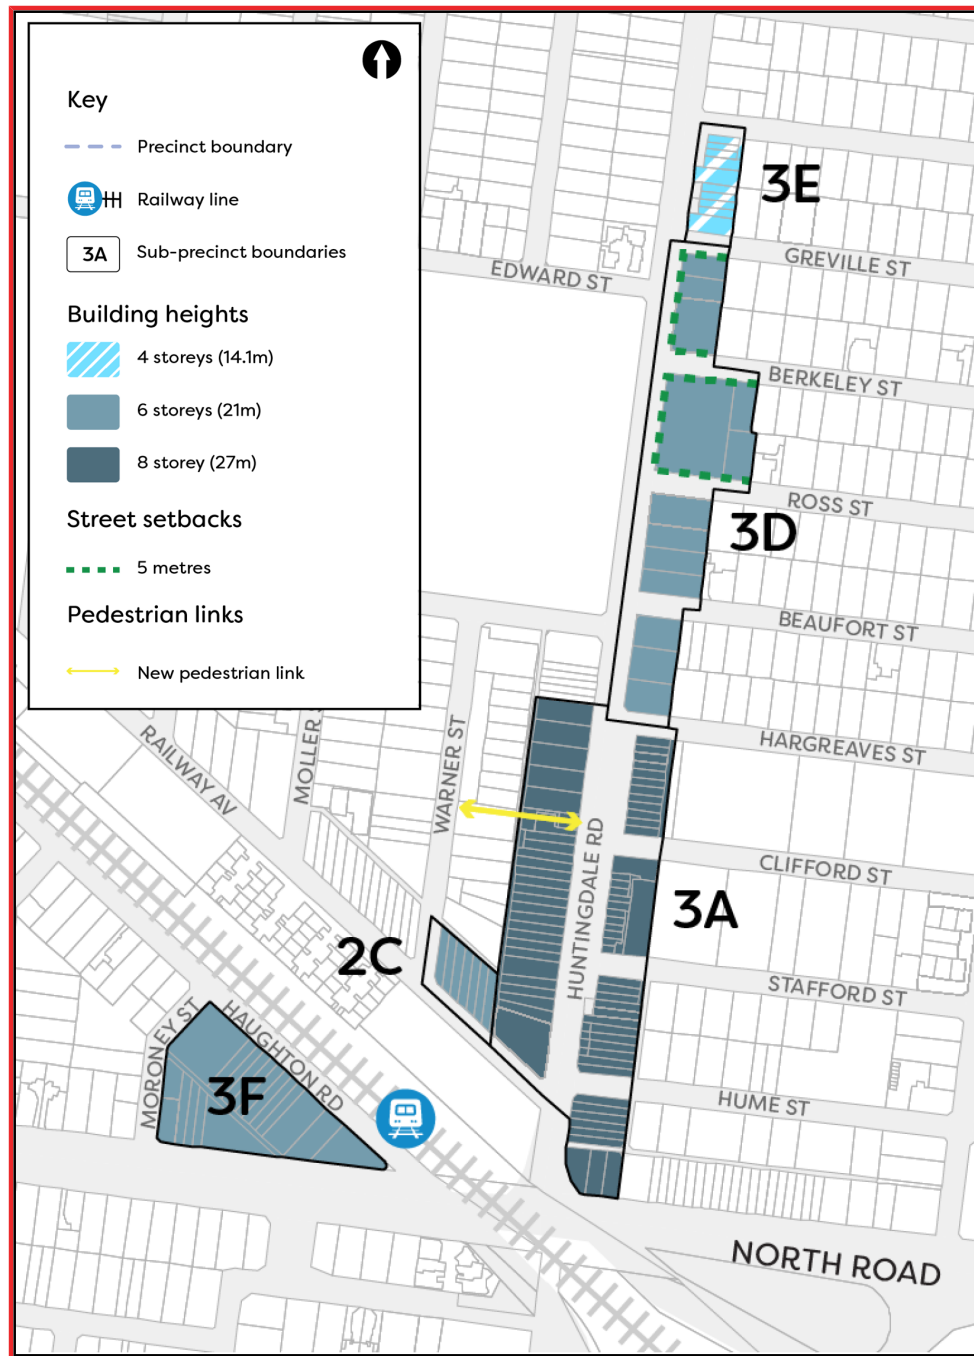 Key
Precinct boundary
Railway line
3A
Sub-precinct boundaries
Building heights
4 storeys (14.1m)
6 storeys (21m)
8 storey (27m)
Street setbacks
5 metres
Pedestrian links
New pedestrian link
3E
GREVILLE ST
EDWARD ST
BERKELEY ST
ROSS ST
3D
BEAUFORT ST
HARGREAVES ST
RAILWAY AV
MOLLER
WARNER ST
HUNTINGDALE RD
CLIFFORD ST
3A
2C
STAFFORD ST
MORONEY ST
HAUGHTON RD
3F
HUME ST
NORTH ROAD